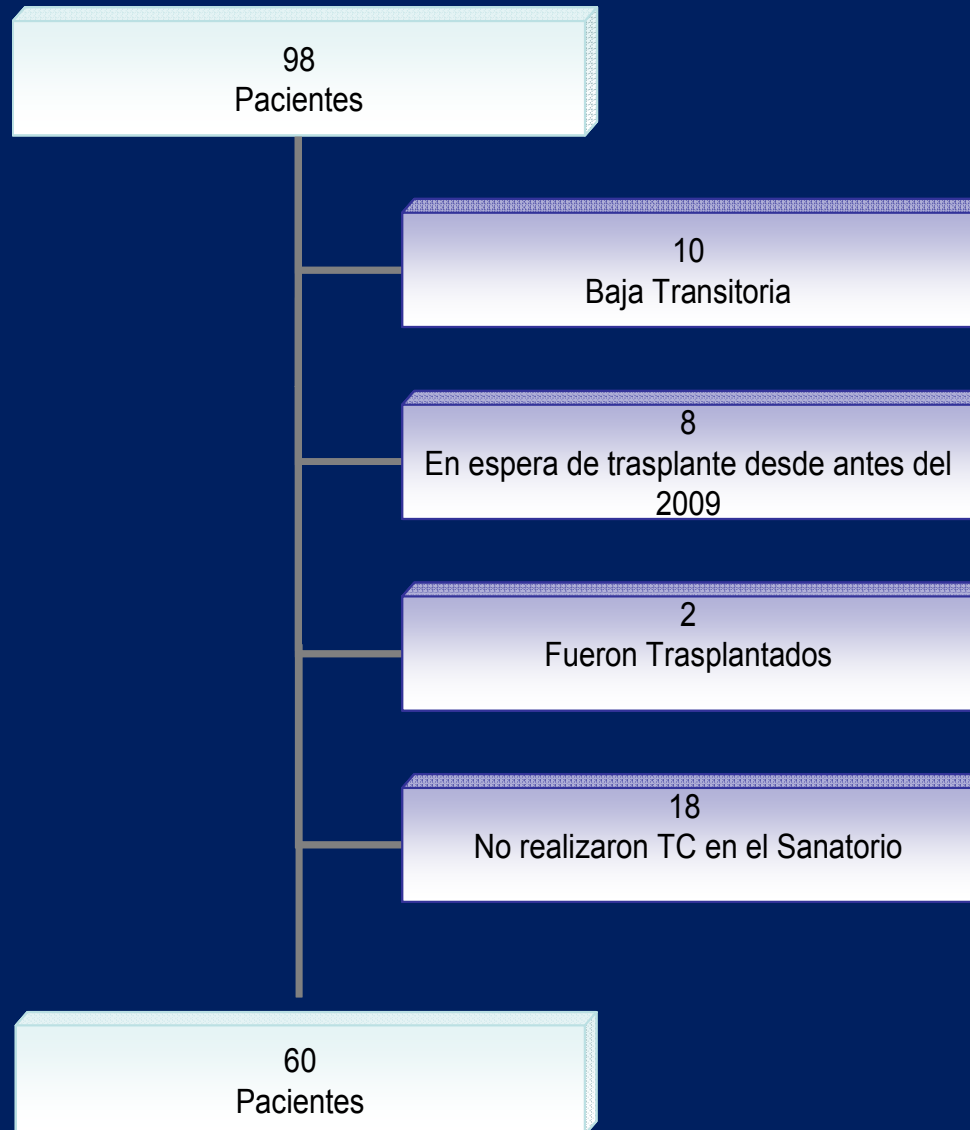 98
Pacientes
10
Baja Transitoria
8
En espera de trasplante desde antes del
2009
2
Fueron Trasplantados
18
No realizaron TC en el Sanatorio
60
Pacientes